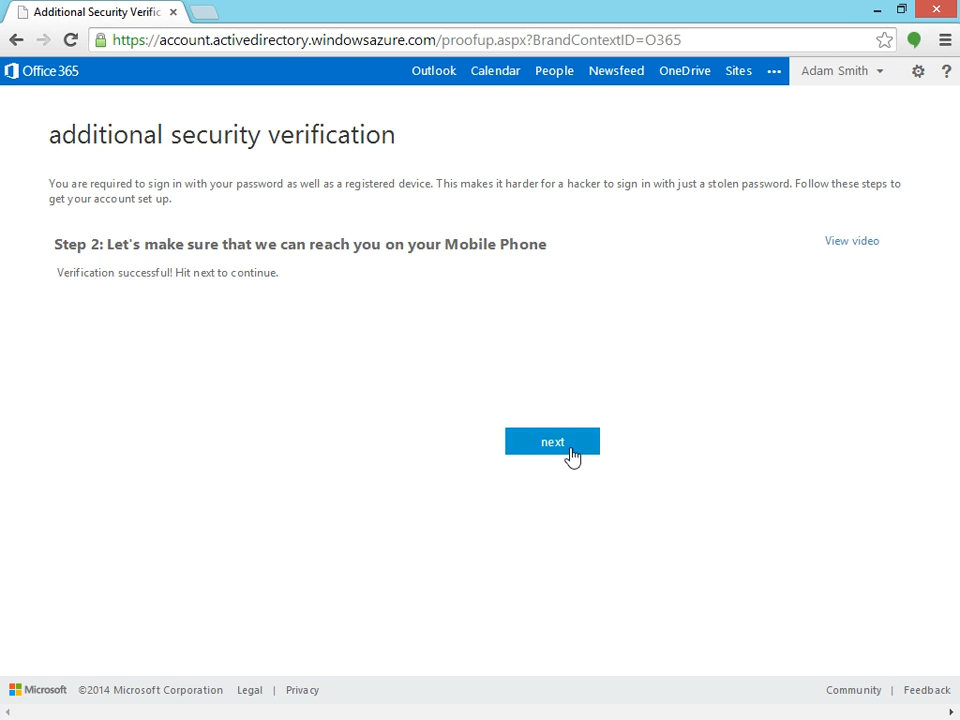 Additional Security Verific
https://account.activedirectory.windowsazure.com/proofup.aspx?BrandContextID=O365
Office 365 Outlook Calendar People Newsfeed OneDrive Sites ••• Adam Smith ?
additional security verification
You are required to sign in with your password as well as a registered device. This makes it harder for a hacker to sign in with just a stolen password. Follow these steps to
get your account set up.
Step 2: Let's make sure that we can reach you on your Mobile Phone
View video
Verification successful! Hit next to continue.
next
Microsoft ©2014 Microsoft Corporation Legal | Privacy Community | Feedback